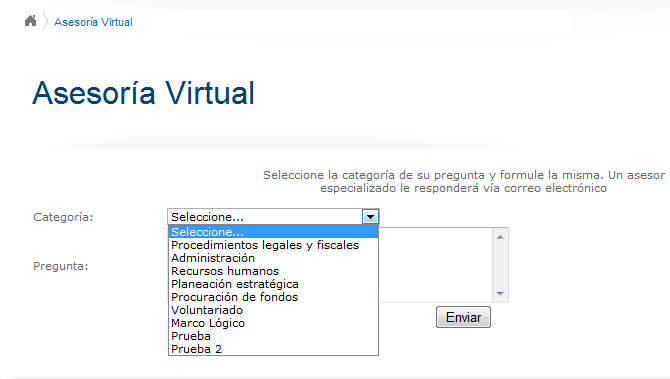 Asesoría Virtual
Asesoría Virtual
Seleccione la categoría de su pregunta y formule la misma. Un asesor
especializado le responderá vía correo electrónico
Categoría:
Seleccione...
Seleccione...
Procedimientos legales y fiscales
Administración
Recursos humanos
Planeación estratégica
Procuración de fondos
Voluntariado
Marco Lógico
Prueba
Prueba 2
Pregunta:
Enviar